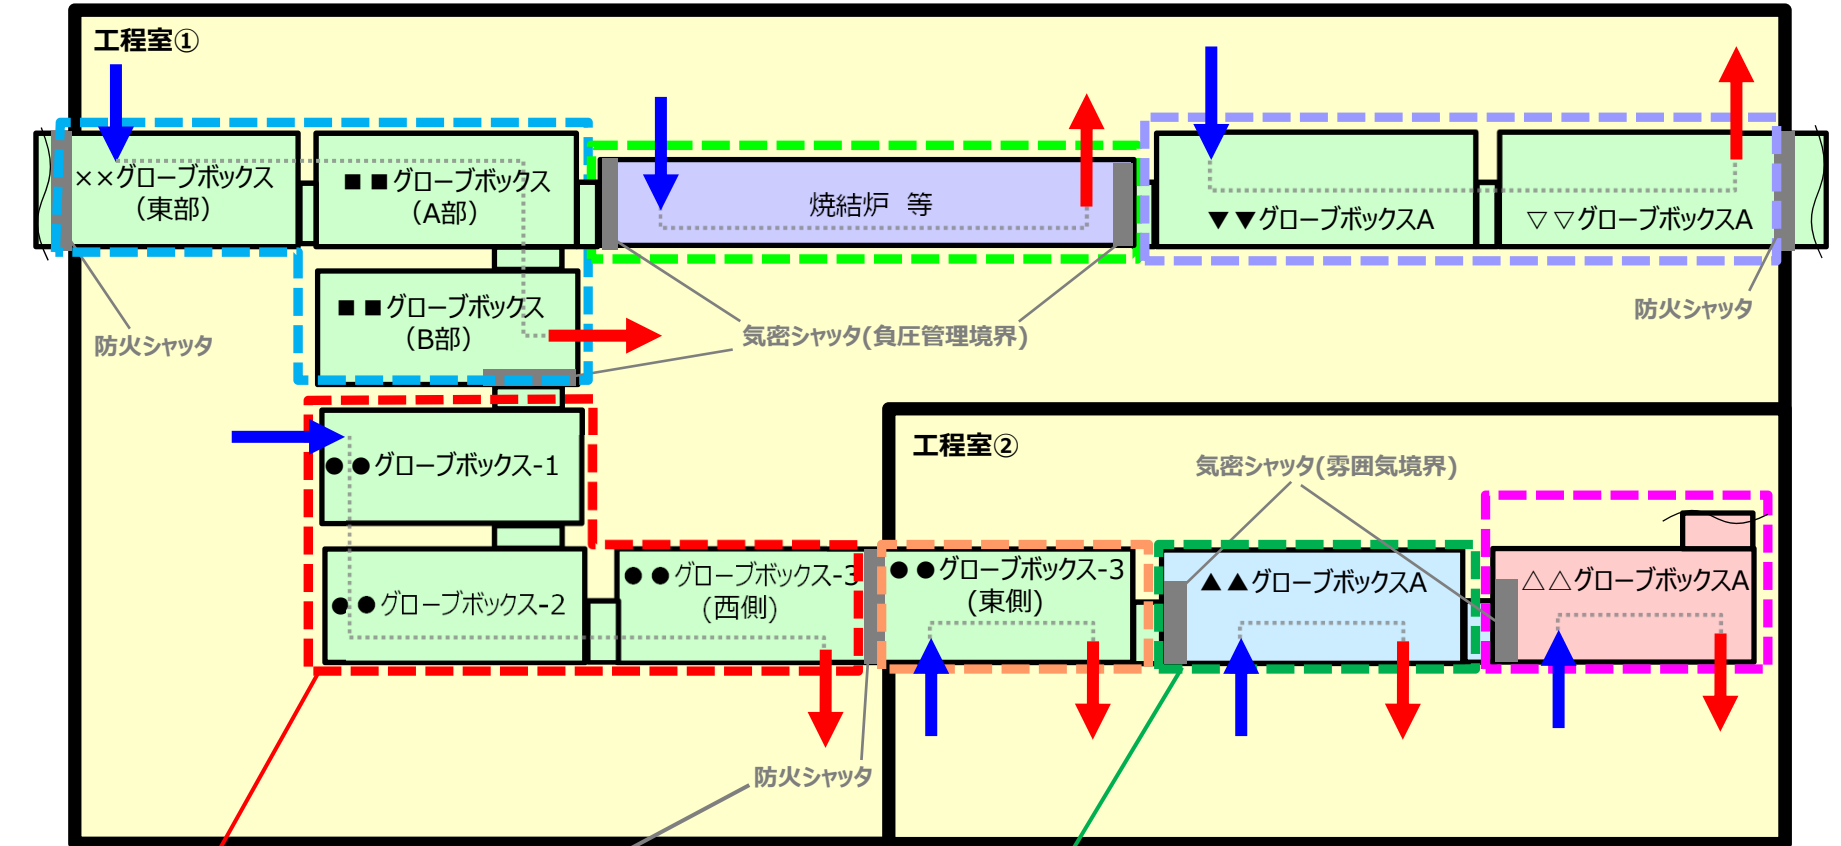 工程室①
××グローブボックス
（東部）
■■グローブボックス
（A部）
焼結炉　等
▼▼グローブボックスA
▽▽グローブボックスA
■■グローブボックス
（B部）
防火シャッタ
気密シャッタ(負圧管理境界)
防火シャッタ
●●グローブボックス-1
工程室②
気密シャッタ(雰囲気境界)
●●グローブボックス-2
●●グローブボックス-3
(西側)
●●グローブボックス-3
(東側)
▲▲グローブボックスA
△△グローブボックスA
防火シャッタ